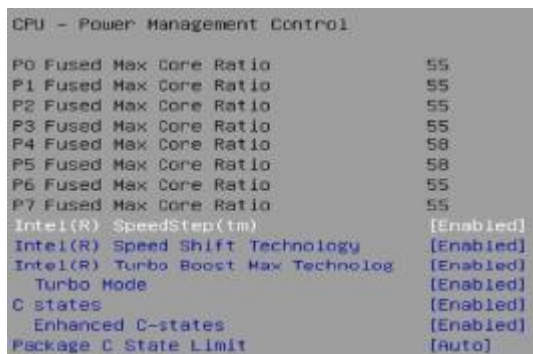 CPU - Power Management Control
P0 Fused Max Core Ratio 55
P1 Fused Max Core Ratio 55
P2 Fused Max Core Ratio 55
P3 Fused Max Core Ratio 55
P4 Fused Max Core Ratio 58
P5 Fused Max Core Ratio 58
P6 Fused Max Core Ratio 55
P7 Fused Max Core Ratio 55
Intel(R) SpeedStep(tm) [Enabled]
Intel(R) Speed Shift Technology [Enabled]
Intel(R) Turbo Boost Max Technolog [Enabled]
Turbo Mode [Enabled]
C states [Enabled]
Enhanced C-states [Enabled]
Package C State Limit [Auto]